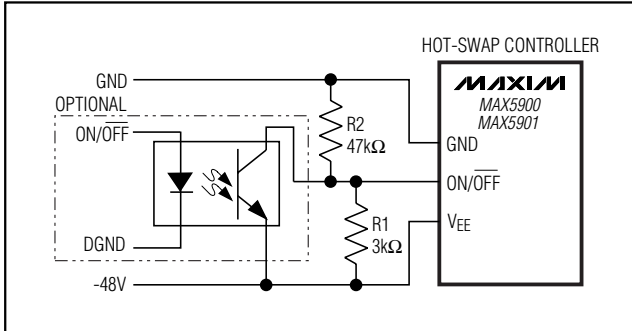 HOT-SWAP CONTROLLER
MAXIM
MAX5900
MAX5901
GND
OPTIONAL
ON/OFF
R2
47kΩ
GND
ON/OFF
R1
3kΩ
VEE
DGND
-48V